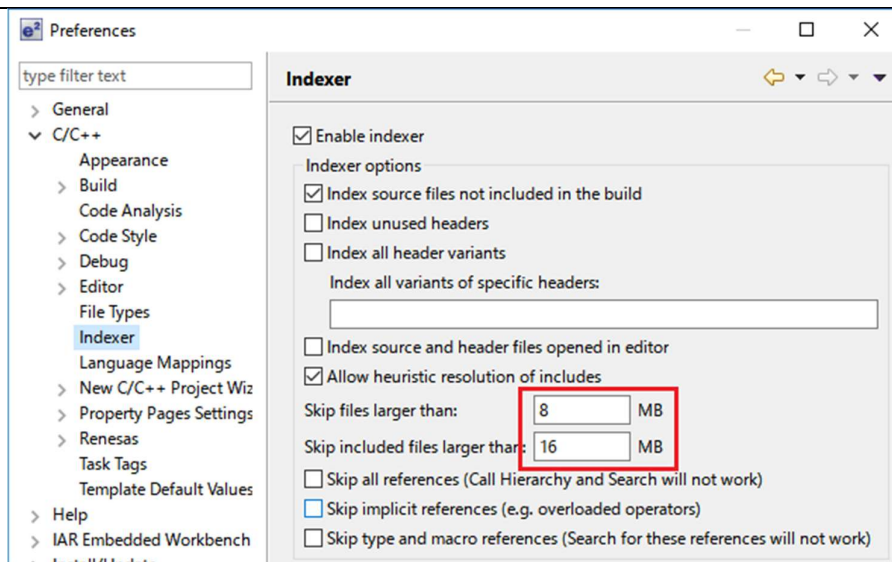 e² Preferences
type filter text
General
C/C++
Appearance
Build
Code Analysis
Code Style
Debug
Editor
File Types
Indexer
Language Mappings
New C/C++ Project Wiz
Property Pages Settings
Renesas
Task Tags
Template Default Values
Help
IAR Embedded Workbench
Install/Update
Indexer
Enable indexer
Indexer options
Index source files not included in the build
Index unused headers
Index all header variants
Index all variants of specific headers:
Index source and header files opened in editor
Allow heuristic resolution of includes
Skip files larger than: 8 MB
Skip included files larger than: 16 MB
Skip all references (Call Hierarchy and Search will not work)
Skip implicit references (e.g. overloaded operators)
Skip type and macro references (Search for these references will not work)